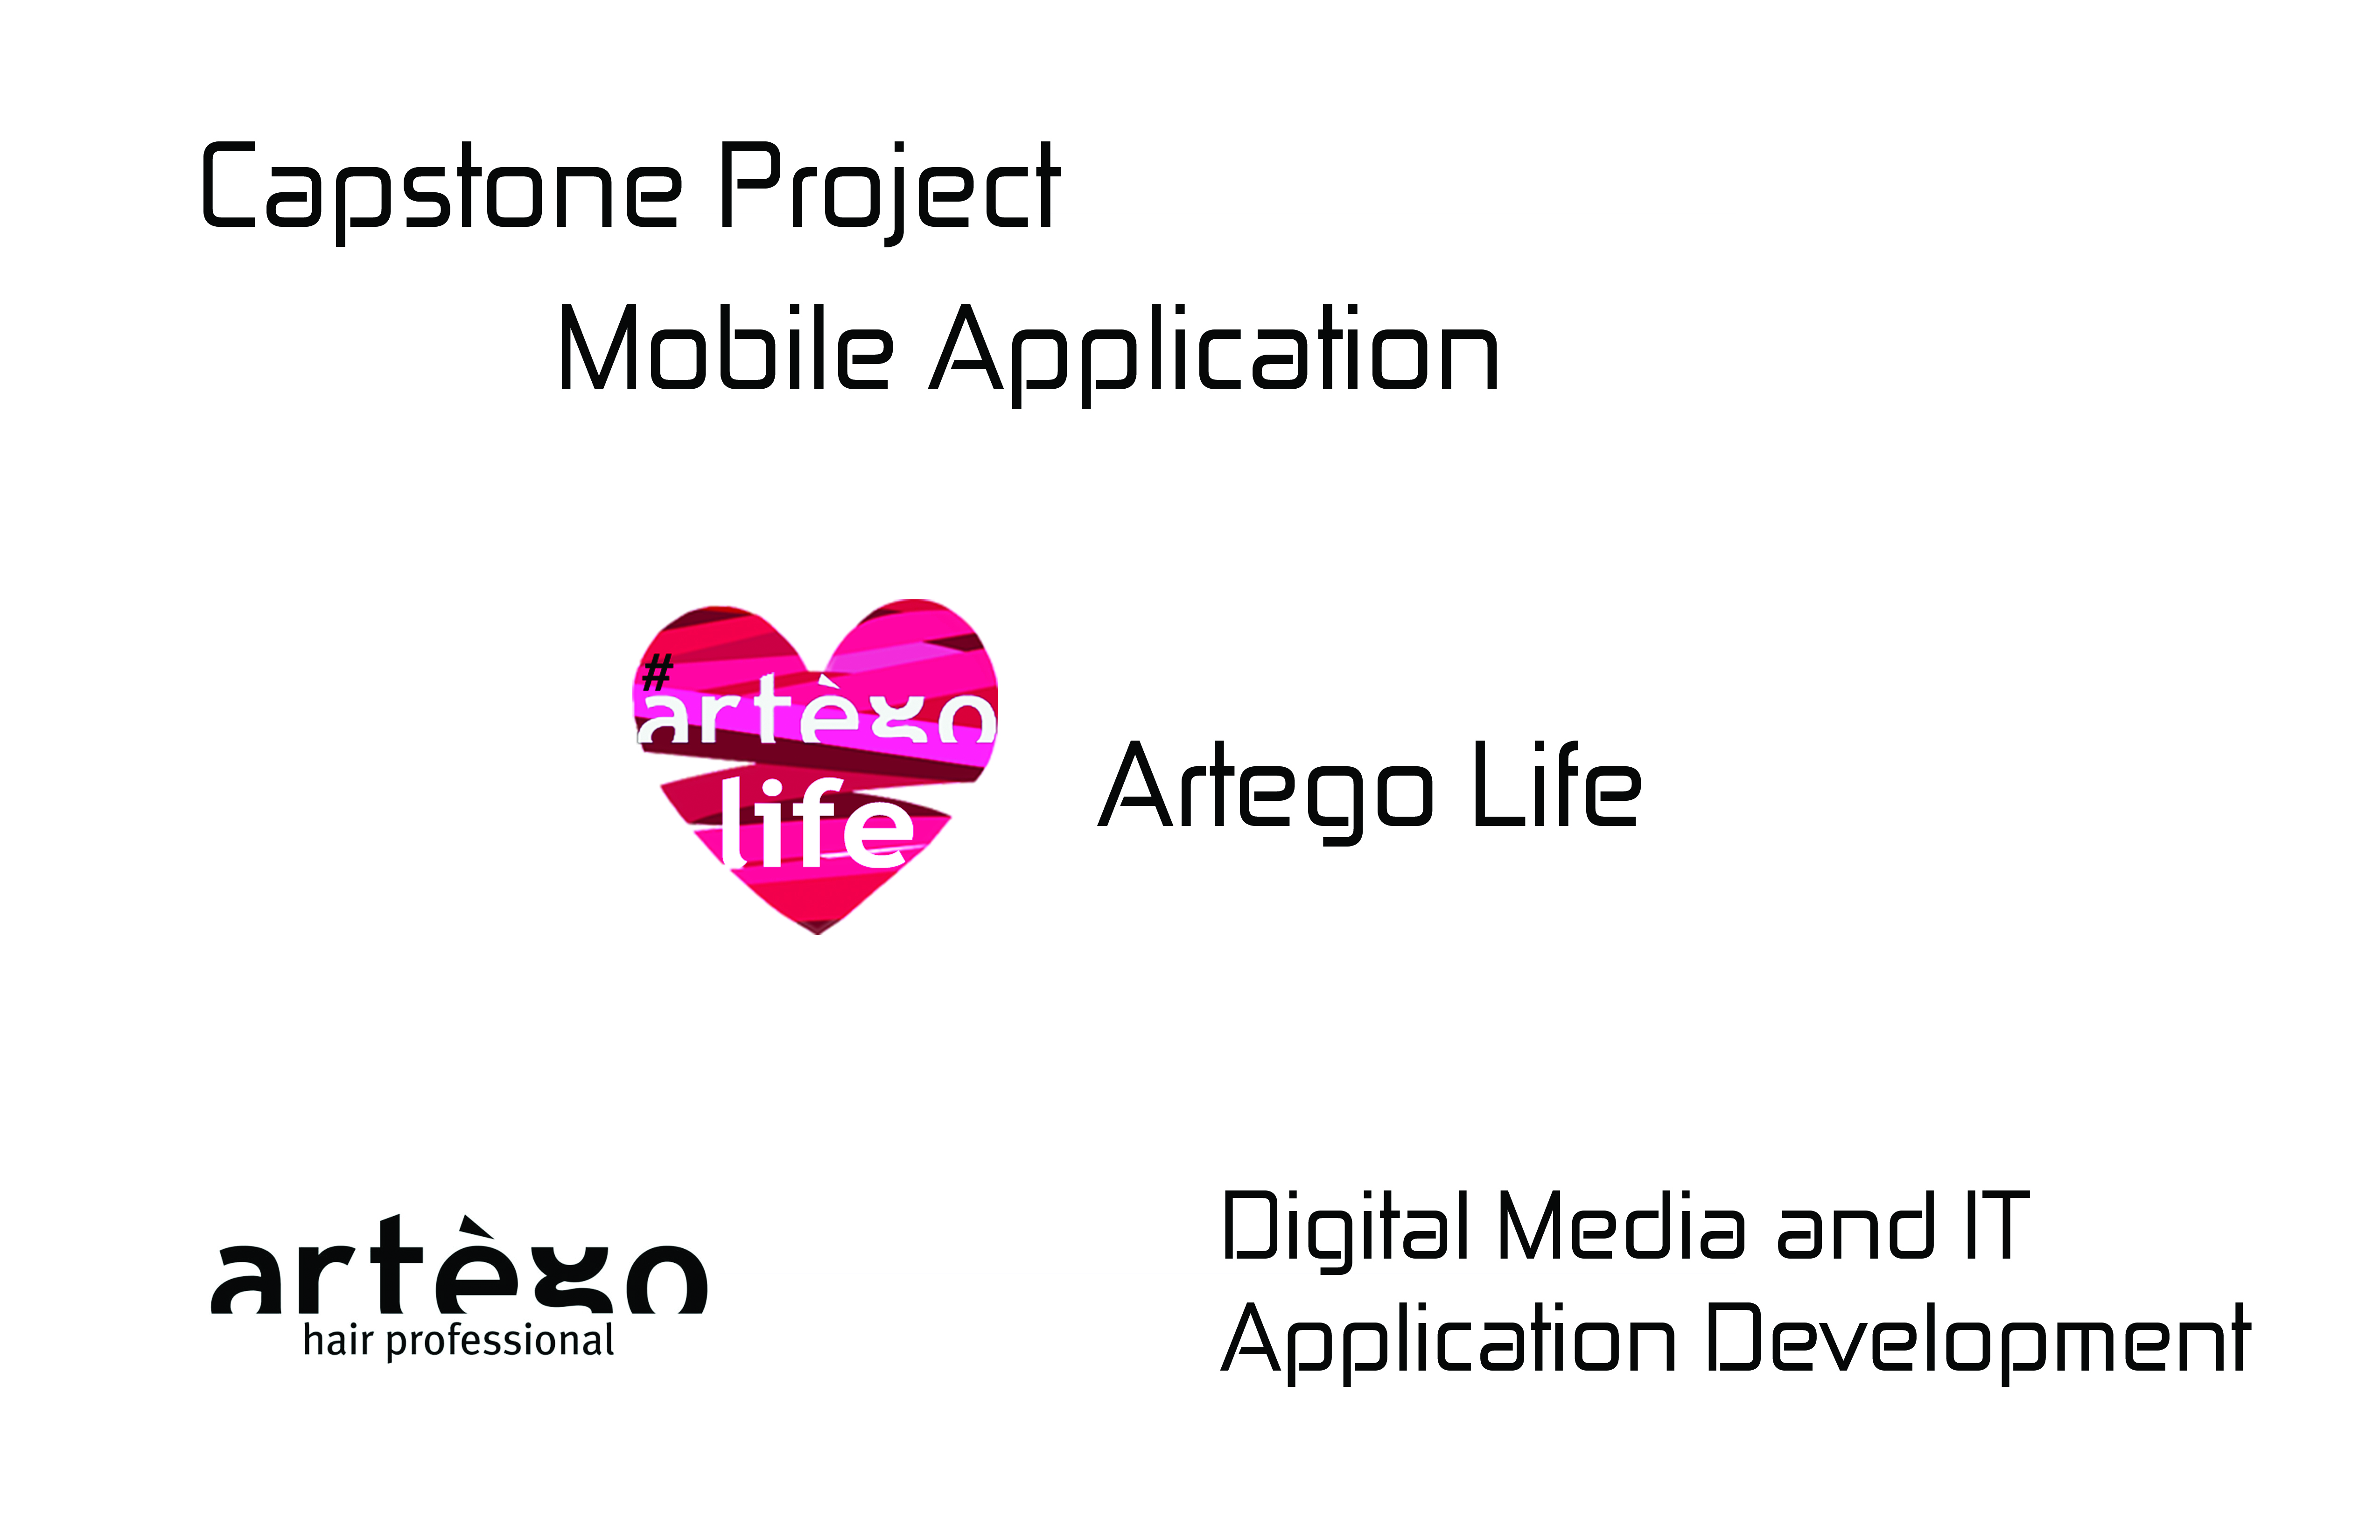 Capstone Project
Mobile Application
#
artègo
life
Artego Life
artègo
hair professional
Digital Media and IT
Application Development